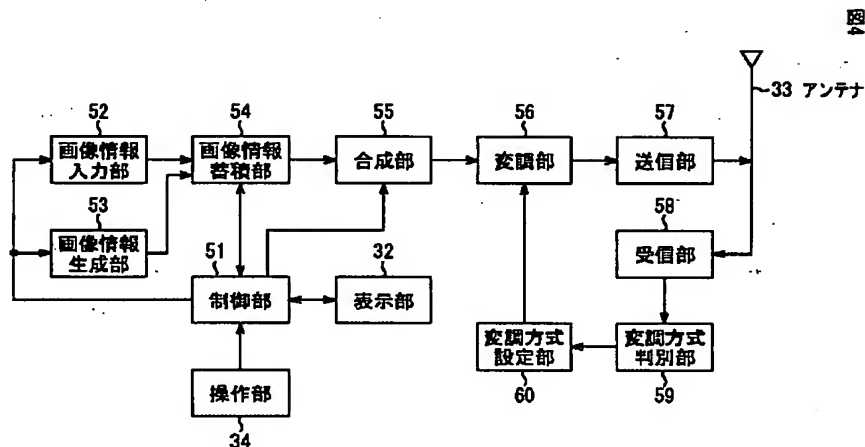 図4
33 アンテナ
52
画像情報
入力部
54
画像情報
蓄積部
55
合成部
56
変調部
57
送信部
53
画像情報
生成部
58
受信部
51
制御部
32
表示部
変調方式
設定部
60
変調方式
判別部
59
操作部
34